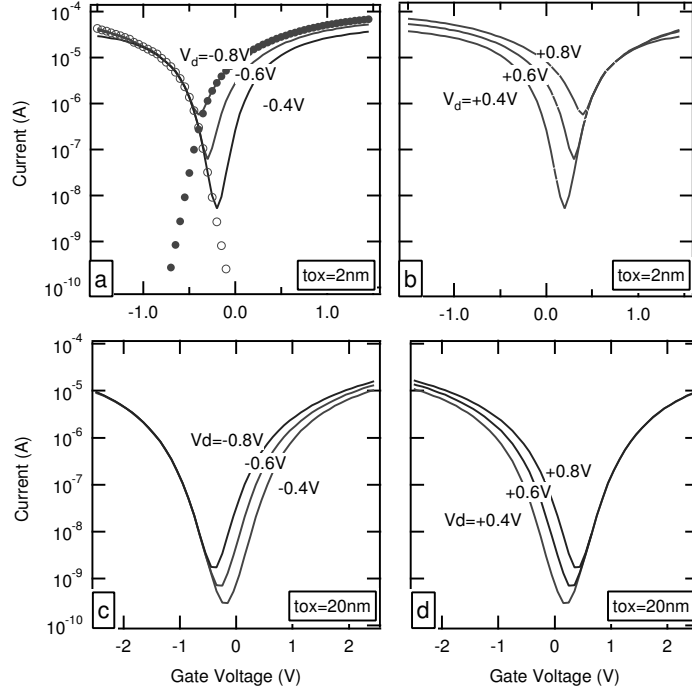 10⁻⁴
10⁻⁵
10⁻⁶
10⁻⁷
10⁻⁸
10⁻⁹
10⁻¹⁰
Current (A)
V_d=-0.8V
-0.6V
-0.4V
a
tox=2nm
-1.0
0.0
1.0
+0.8V
+0.6V
V_d=+0.4V
b
tox=2nm
-1.0
0.0
1.0
10⁻⁴
10⁻⁵
10⁻⁶
10⁻⁷
10⁻⁸
10⁻⁹
10⁻¹⁰
Current (A)
Vd=-0.8V
-0.6V
-0.4V
c
tox=20nm
-2
-1
0
1
2
Gate Voltage (V)
+0.8V
+0.6V
Vd=+0.4V
d
tox=20nm
-2
-1
0
1
2
Gate Voltage (V)
Current (A)